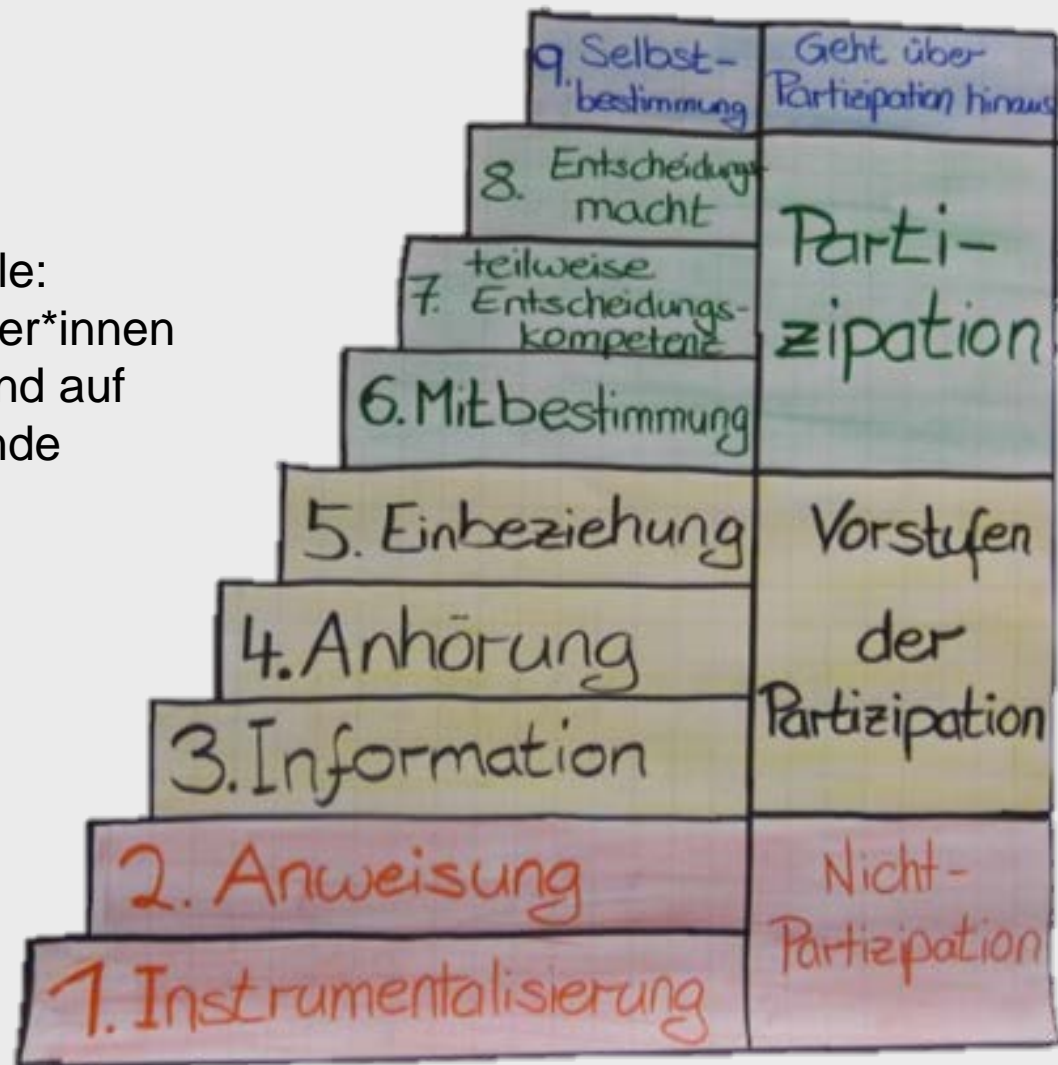 le:
er*innen
nd auf
nde
9. Selbst-
bestimmung
Geht über
Partizipation hinaus
8. Entscheidungs-
macht
7. teilweise
Entscheidungs-
kompetenz
6. Mitbestimmung
Parti-
zipation
5. Einbeziehung
4. Anhörung
3. Information
Vorstufen
der
Partizipation
2. Anweisung
1. Instrumentalisierung
Nicht-
Partizipation